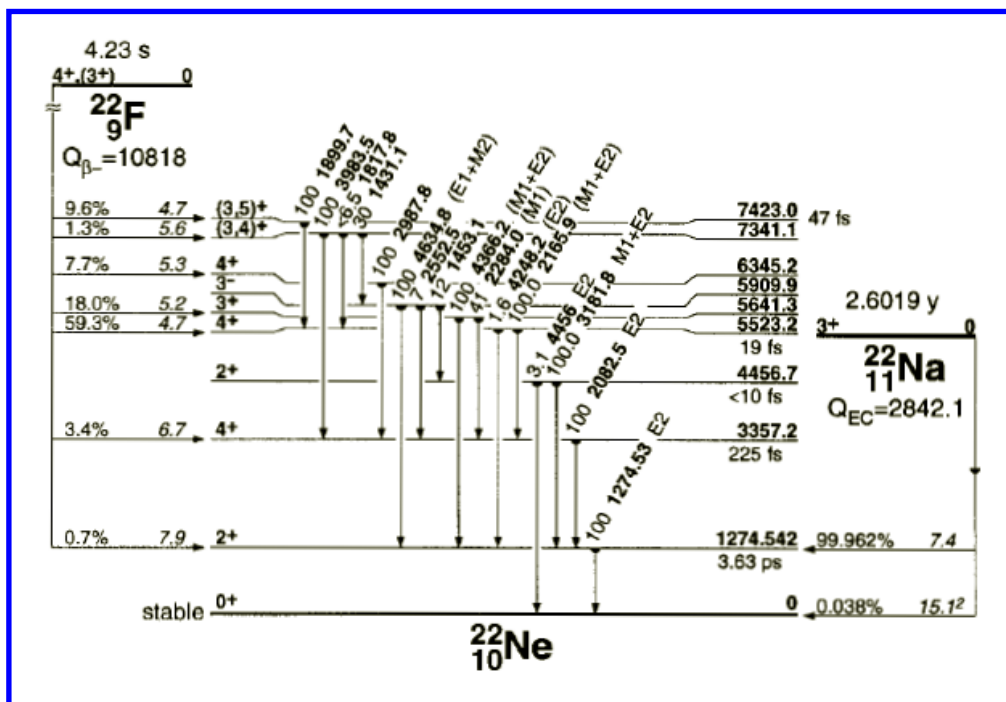 4.23 s
4+,(3+) 0
22 9 F
Qβ−=10818
100 1899.7
100 3983.5
<6.5 1817.8
30 1431.1
100 2987.8
100 4634.8 (E1+M2)
7 2552.5
12 1453.1
100 4366.2 (M1+E2)
41 2284.0 (M1)
1.6 4248.2 (E2)
100.0 2165.9 (M1+E2)
3.1 4456 E2
100.0 3181.8 M1+E2
100 2082.5 E2
100 1274.53 E2
9.6% 4.7 (3,5)+ 7423.0 47 fs
1.3% 5.6 (3,4)+ 7341.1
7.7% 5.3 4+ 6345.2
3− 5909.9
18.0% 5.2 3+ 5641.3
59.3% 4.7 4+ 5523.2
19 fs
2+ 4456.7
<10 fs
3.4% 6.7 4+ 3357.2
225 fs
0.7% 7.9 2+ 1274.542
3.63 ps
stable 0+ 0
22 10 Ne
2.6019 y
3+ 0
22 11 Na
QEC=2842.1
99.962% 7.4
0.038% 15.1²